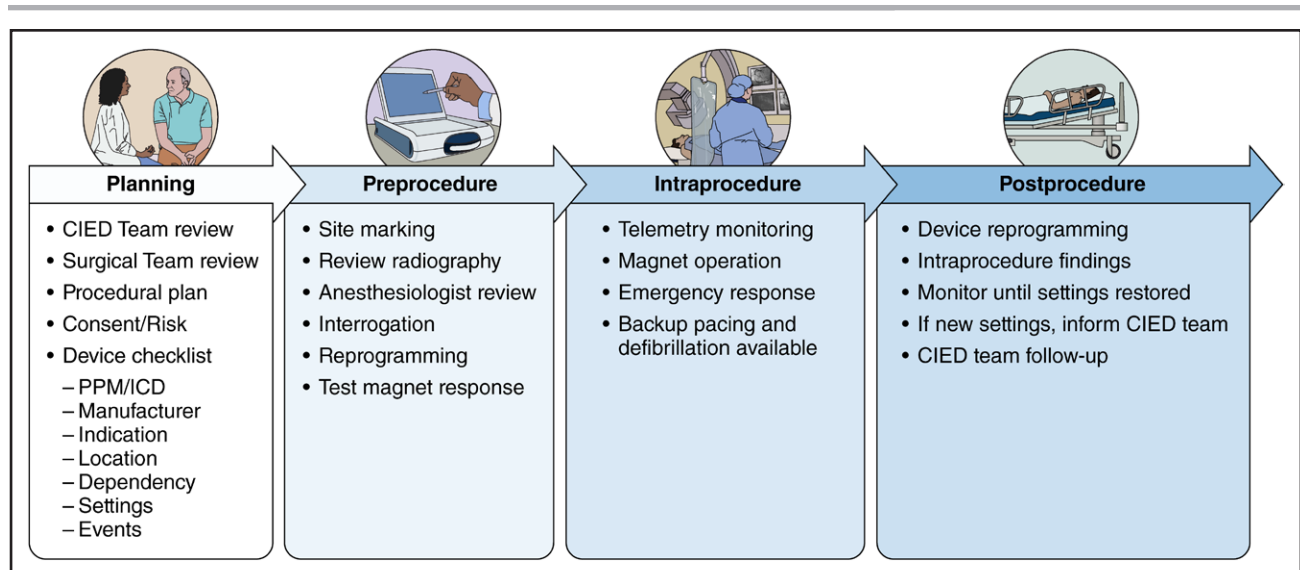 Planning
• CIED Team review
• Surgical Team review
• Procedural plan
• Consent/Risk
• Device checklist
– PPM/ICD
– Manufacturer
– Indication
– Location
– Dependency
– Settings
– Events
Preprocedure
• Site marking
• Review radiography
• Anesthesiologist review
• Interrogation
• Reprogramming
• Test magnet response
Intraprocedure
• Telemetry monitoring
• Magnet operation
• Emergency response
• Backup pacing and
defibrillation available
Postprocedure
• Device reprogramming
• Intraprocedure findings
• Monitor until settings restored
• If new settings, inform CIED team
• CIED team follow-up